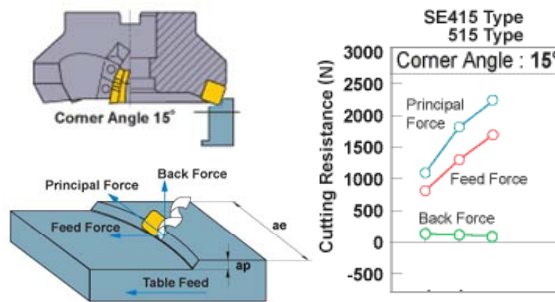 Corner Angle 15°
Back Force
Principal Force
Feed Force
ae
ap
Table Feed
SE415 Type
515 Type
Corner Angle : 15°
Cutting Resistance (N)
3000
2500
2000
1500
1000
500
0
-500
Principal
Force
Feed Force
Back Force